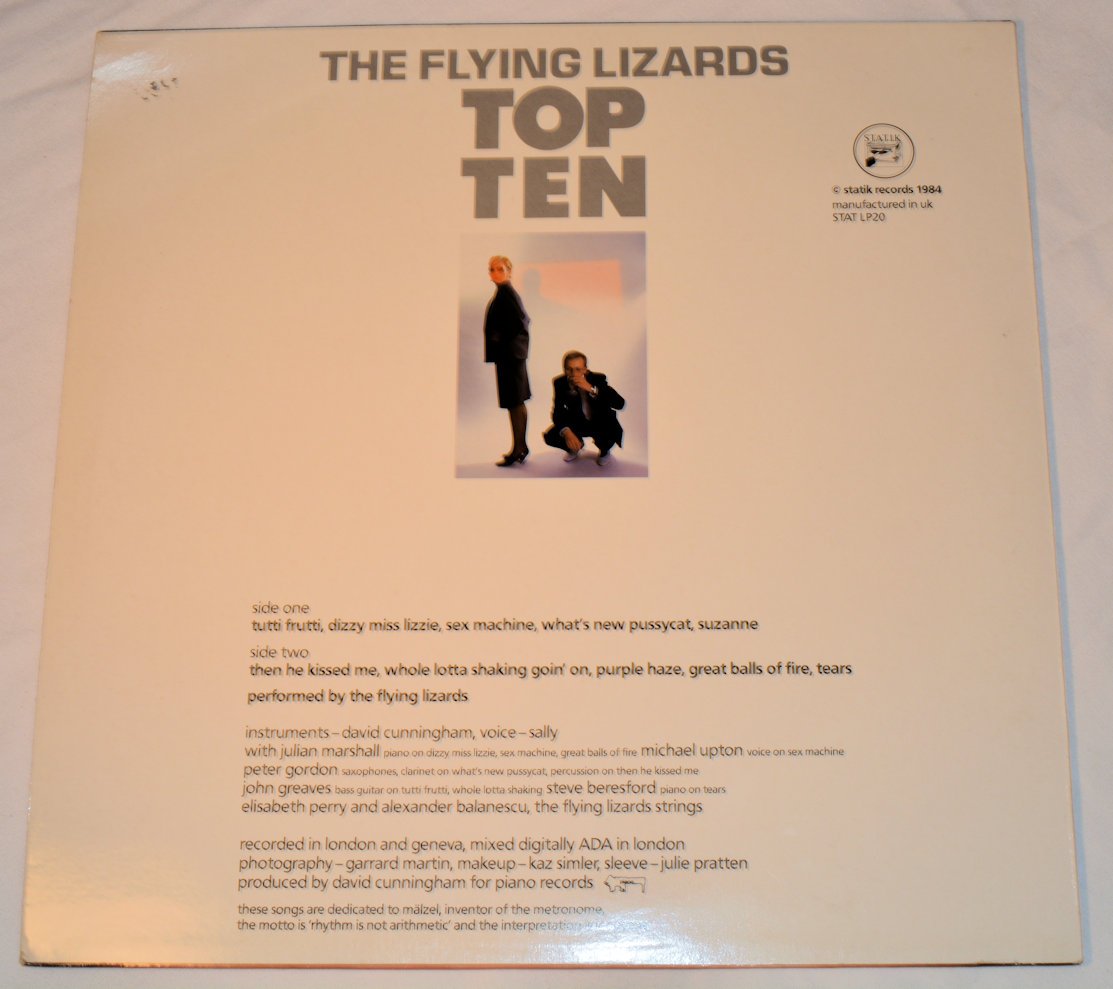 THE FLYING LIZARDS
TOP
TEN
STATIK
© statik records 1984
manufactured in uk
STAT LP20
side one
tutti frutti, dizzy miss lizzie, sex machine, what's new pussycat, suzanne
side two
then he kissed me, whole lotta shaking goin' on, purple haze, great balls of fire, tears
performed by the flying lizards
instruments – david cunningham, voice – sally
with julian marshall piano on dizzy miss lizzie, sex machine, great balls of fire michael upton voice on sex machine
peter gordon saxophones, clarinet on what's new pussycat, percussion on then he kissed me
john greaves bass guitar on tutti frutti, whole lotta shaking steve beresford piano on tears
elisabeth perry and alexander balanescu, the flying lizards strings
recorded in london and geneva, mixed digitally ADA in london
photography – garrard martin, makeup – kaz simler, sleeve – julie pratten
produced by david cunningham for piano records
these songs are dedicated to mälzel, inventor of the metronome,
the motto is 'rhythm is not arithmetic' and the interpretation